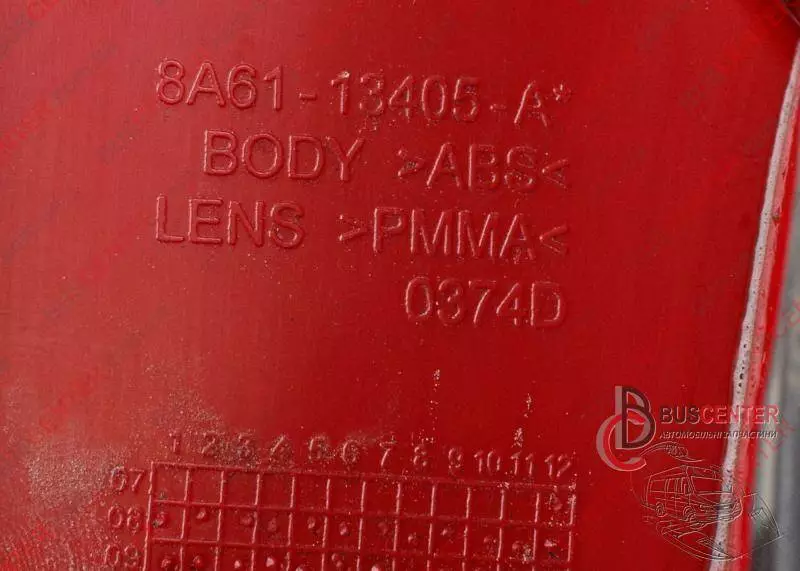 8A61-13405-A*
BODY >ABS<
LENS >PMMA<
0374D
BUSCENTER
АВТОМОБІЛЬНІ ЗАПЧАСТИНИ
1 2 3 4 5 6 7 8 9 10 11 12
07
08
09